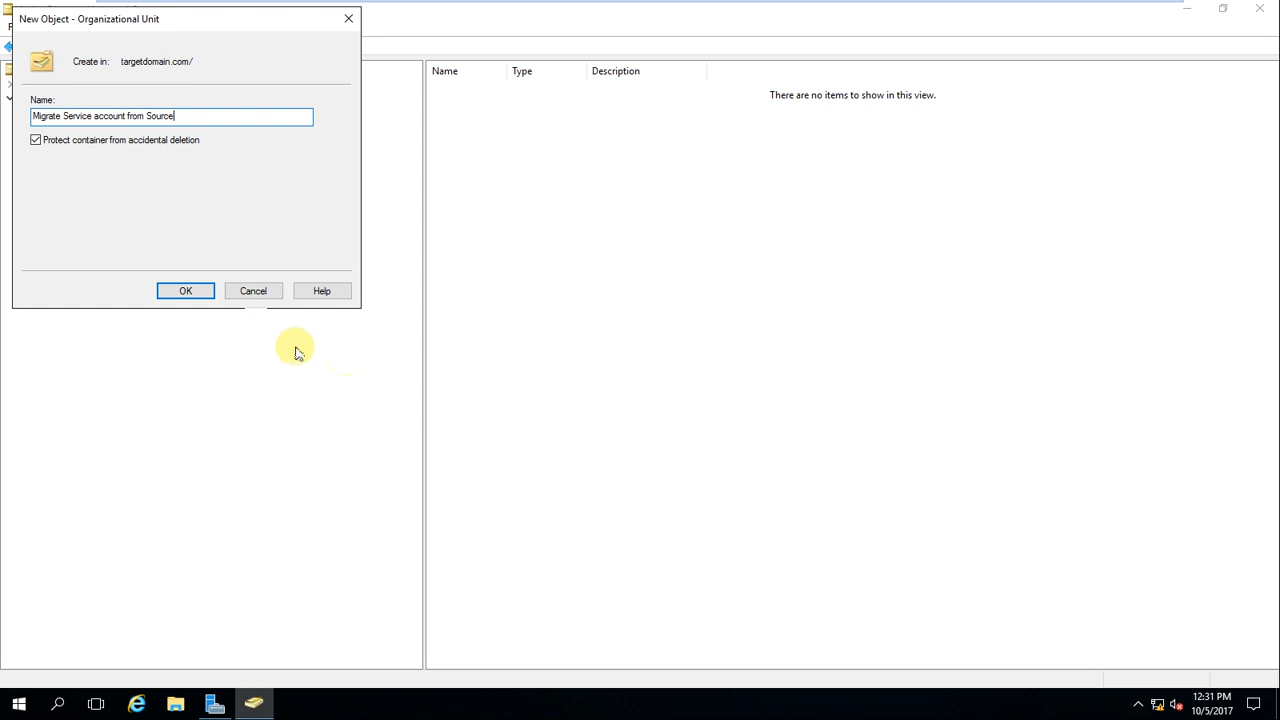 New Object - Organizational Unit
Create in: targetdomain.com/
Name:
Migrate Service account from Source
Protect container from accidental deletion
OK Cancel Help
Name Type Description
There are no items to show in this view.
12:31 PM
10/5/2017